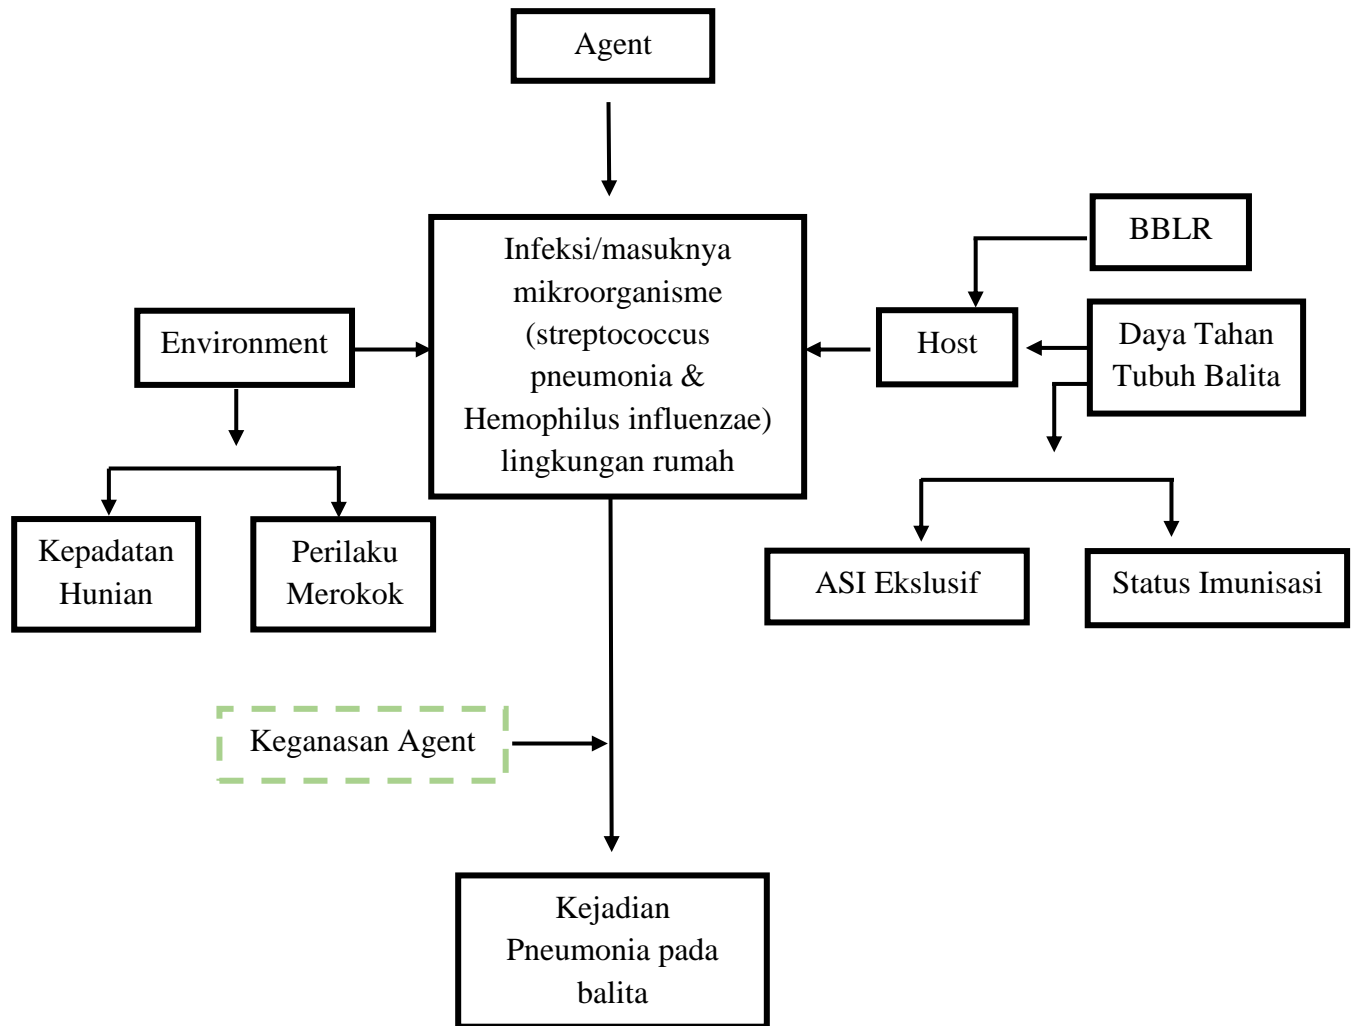 Agent
Infeksi/masuknya
mikroorganisme
(streptococcus
pneumonia &
Hemophilus influenzae)
lingkungan rumah
BBLR
Environment
Host
Daya Tahan
Tubuh Balita
Kepadatan
Hunian
Perilaku
Merokok
ASI Ekslusif
Status Imunisasi
Keganasan Agent
Kejadian
Pneumonia pada
balita